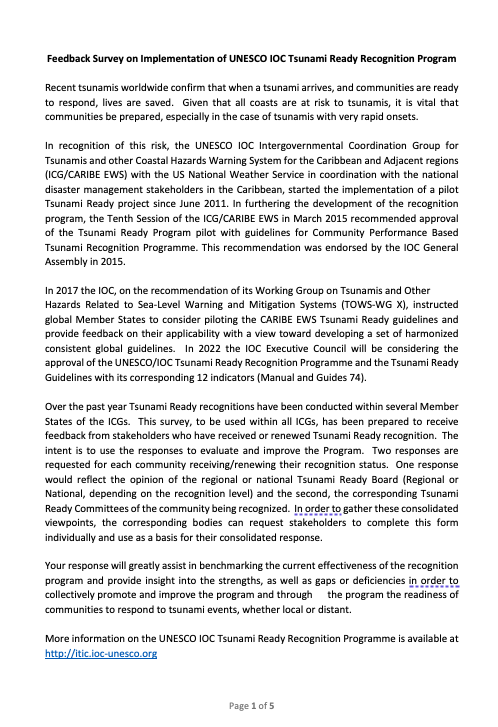 Feedback Survey on Implementation of UNESCO IOC Tsunami Ready Recognition Program
Recent tsunamis worldwide confirm that when a tsunami arrives, and communities are ready
to respond, lives are saved. Given that all coasts are at risk to tsunamis, it is vital that
communities be prepared, especially in the case of tsunamis with very rapid onsets.
In recognition of this risk, the UNESCO IOC Intergovernmental Coordination Group for
Tsunamis and other Coastal Hazards Warning System for the Caribbean and Adjacent regions
(ICG/CARIBE EWS) with the US National Weather Service in coordination with the national
disaster management stakeholders in the Caribbean, started the implementation of a pilot
Tsunami Ready project since June 2011. In furthering the development of the recognition
program, the Tenth Session of the ICG/CARIBE EWS in March 2015 recommended approval
of the Tsunami Ready Program pilot with guidelines for Community Performance Based
Tsunami Recognition Programme. This recommendation was endorsed by the IOC General
Assembly in 2015.
In 2017 the IOC, on the recommendation of its Working Group on Tsunamis and Other
Hazards Related to Sea-Level Warning and Mitigation Systems (TOWS-WG X), instructed
global Member States to consider piloting the CARIBE EWS Tsunami Ready guidelines and
provide feedback on their applicability with a view toward developing a set of harmonized
consistent global guidelines. In 2022 the IOC Executive Council will be considering the
approval of the UNESCO/IOC Tsunami Ready Recognition Programme and the Tsunami Ready
Guidelines with its corresponding 12 indicators (Manual and Guides 74).
Over the past year Tsunami Ready recognitions have been conducted within several Member
States of the ICGs. This survey, to be used within all ICGs, has been prepared to receive
feedback from stakeholders who have received or renewed Tsunami Ready recognition. The
intent is to use the responses to evaluate and improve the Program. Two responses are
requested for each community receiving/renewing their recognition status. One response
would reflect the opinion of the regional or national Tsunami Ready Board (Regional or
National, depending on the recognition level) and the second, the corresponding Tsunami
Ready Committees of the community being recognized. In order to gather these consolidated
viewpoints, the corresponding bodies can request stakeholders to complete this form
individually and use as a basis for their consolidated response.
Your response will greatly assist in benchmarking the current effectiveness of the recognition
program and provide insight into the strengths, as well as gaps or deficiencies in order to
collectively promote and improve the program and through the program the readiness of
communities to respond to tsunami events, whether local or distant.
More information on the UNESCO IOC Tsunami Ready Recognition Programme is available at
http://itic.ioc-unesco.org
Page 1 of 5